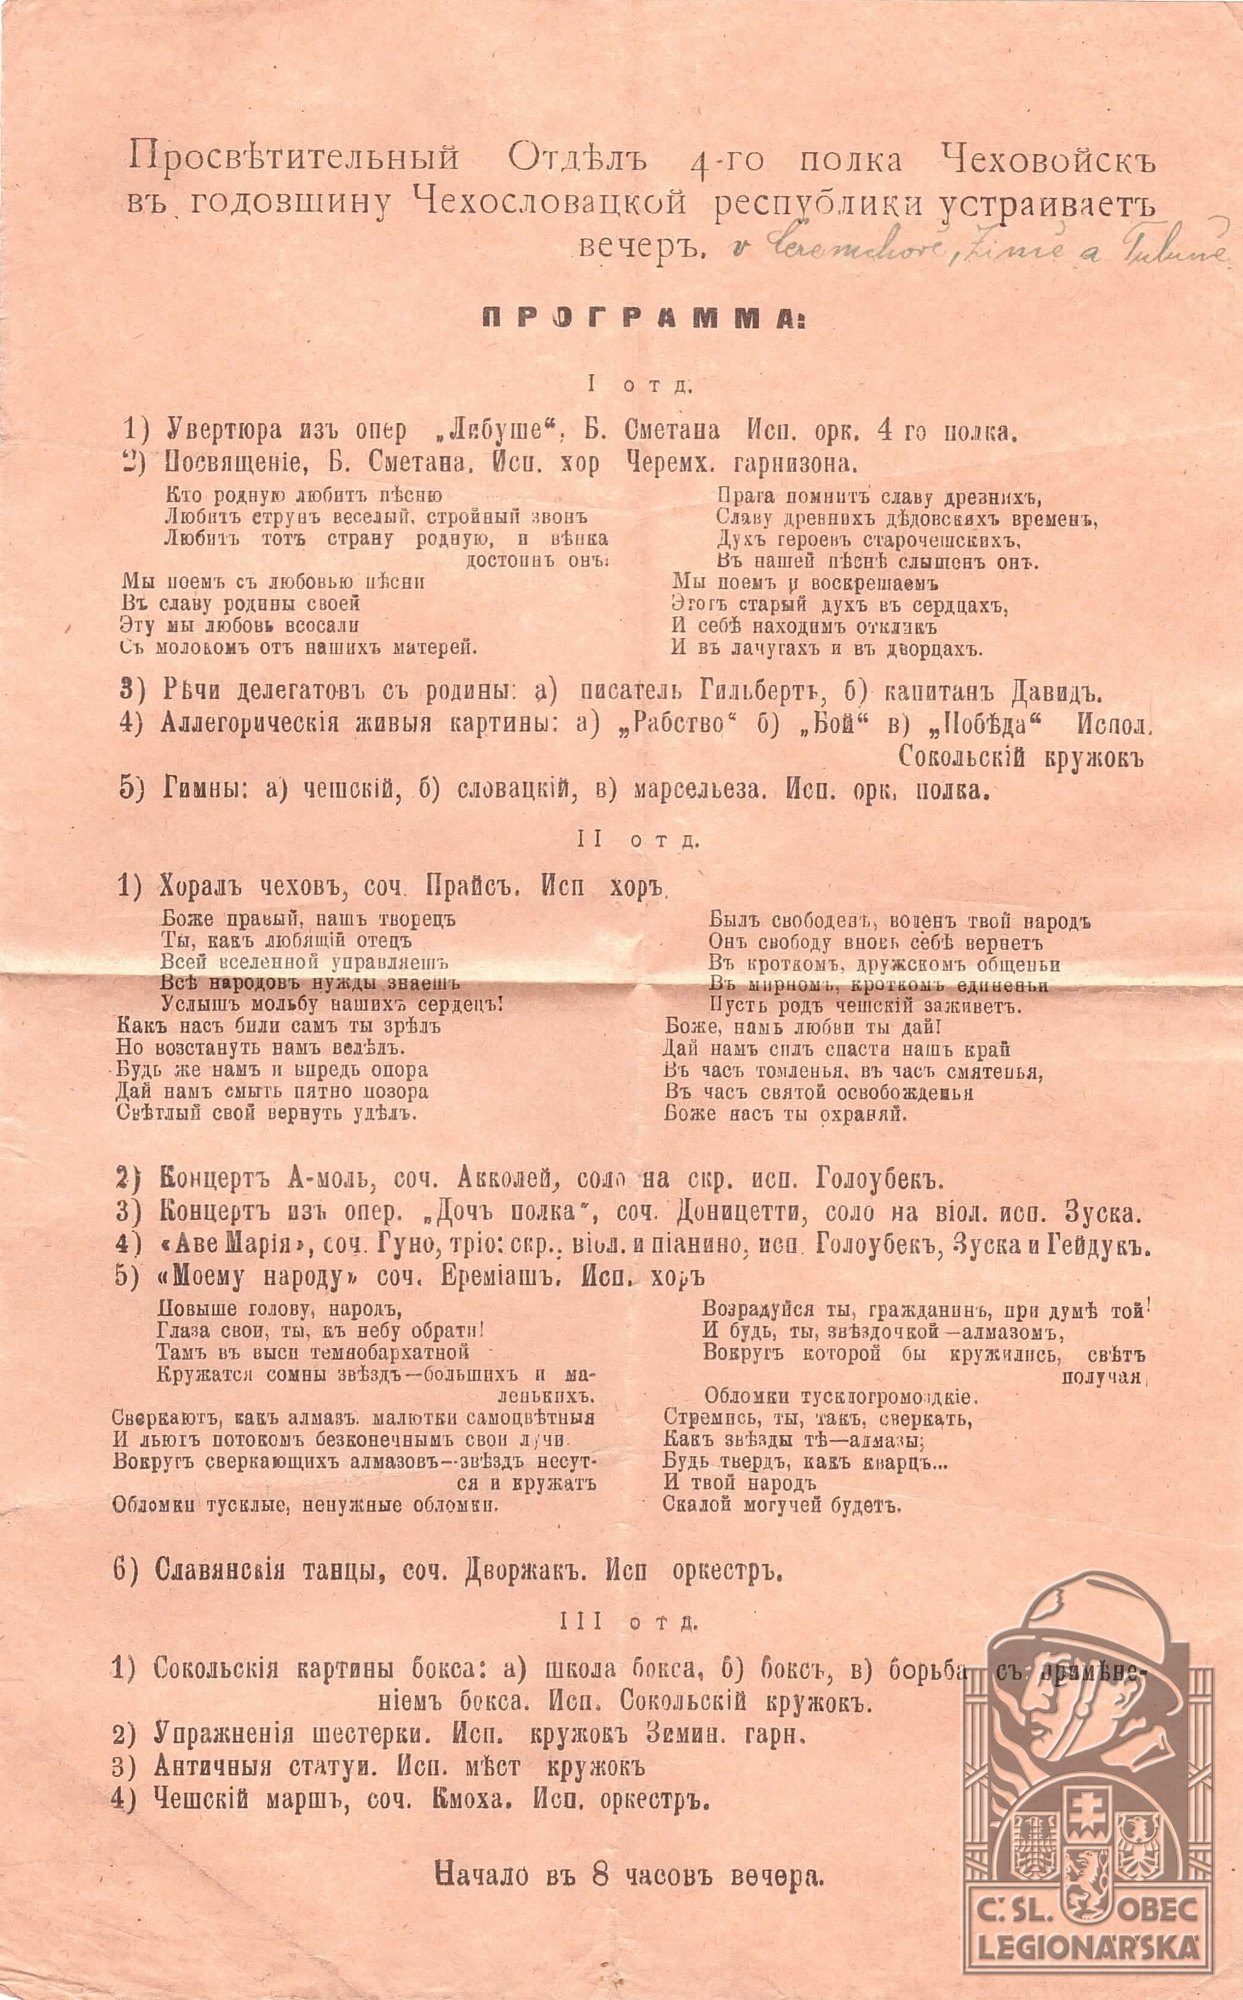 Просвѣтительный Отдѣлъ 4-го полка Чеховойскъ
въ годовшину Чехословацкой республики устраиваетъ
вечеръ. v Čeremchově, Zimě a Tuluně
ПРОГРАММА:
I отд.
1) Увертюра изъ опер „Либуше“, Б. Сметана Исп. орк. 4 го полка.
2) Посвященіе, Б. Сметана. Исп. хор Черемх. гарнизона.
Кто родную любитъ пѣсню
Любитъ струнъ веселый, стройный звонъ
Любитъ тотъ страну родную, и вѣнка
достоинъ онъ:
Мы поемъ съ любовью пѣсни
Въ славу родины своей
Эту мы любовь всосали
Съ молокомъ отъ нашихъ матерей.
Прага помнитъ славу древнихъ,
Славу древнихъ дѣдовскихъ временъ,
Духъ героевъ старочешскихъ,
Въ нашей пѣснѣ слышенъ онъ.
Мы поемъ и воскрешаемъ
Этотъ старый духъ въ сердцахъ,
И себѣ находимъ откликъ
И въ лачугахъ и въ дворцахъ.
3) Рѣчи делегатовъ съ родины: а) писатель Гильбертъ, б) капитанъ Давидъ.
4) Аллегорическія живыя картины: а) „Рабство“ б) „Бой“ в) „Побѣда“ Испол.
Сокольскій кружокъ
5) Гимны: а) чешскій, б) словацкій, в) марсельеза. Исп. орк. полка.
II отд.
1) Хоралъ чеховъ, соч. Прайсъ. Исп хоръ.
Боже правый, нашъ творецъ
Ты, какъ любящій отецъ
Всей вселенной управляешъ
Всѣ народовъ нужды знаешъ
Услышъ мольбу нашихъ сердецъ!
Какъ насъ били самъ ты зрѣлъ
Но возстануть намъ велѣлъ.
Будь же намъ и впредь опора
Дай намъ смыть пятно позора
Свѣтлый свой вернуть удѣлъ.
Былъ свободенъ, воленъ твой народъ
Онъ свободу вновь себѣ вернетъ
Въ кроткомъ, дружскомъ общеньи
Въ мирномъ, кроткомъ единеньи
Пусть родъ чешскій заживетъ.
Боже, намъ любви ты дай!
Дай намъ силъ спасти нашъ край
Въ часъ томленья, въ часъ смятенья,
Въ часъ святой освобожденья
Боже насъ ты охраняй.
2) Концертъ А-моль, соч. Акколей, соло на скр. исп. Голоубекъ.
3) Концертъ изъ опер. „Дочь полка“, соч. Доницетти, соло на віол. исп. Зуска.
4) «Аве Марія», соч. Гуно, тріо: скр., віол. и піанино, исп. Голоубекъ, Зуска и Гейдукъ.
5) «Моему народу» соч. Ереміашъ. Исп. хоръ
Повыше голову, народъ,
Глаза свои, ты, къ небу обрати!
Тамъ въ выси темнобархатной
Кружатся сомны звѣздъ—большихъ и ма-
ленькихъ.
Сверкаютъ, какъ алмазъ. малютки самоцвѣтныя
И льютъ потокомъ безконечнымъ свои лучи.
Вокругъ сверкающихъ алмазовъ—звѣздъ несут-
ся и кружатъ
Обломки тусклые, ненужные обломки.
Возрадуйся ты, гражданинъ, при думѣ той!
И будь, ты, звѣздочкой—алмазомъ,
Вокругъ которой бы кружились, свѣтъ
получая,
Обломки тусклогромоздкіе.
Стремись, ты, такъ, сверкать,
Какъ звѣзды тѣ—алмазы;
Будь твердъ, какъ кварцъ...
И твой народъ
Скалой могучей будетъ.
6) Славянскія танцы, соч. Дворжакъ. Исп оркестръ.
III отд.
1) Сокольскія картины бокса: а) школа бокса, б) боксъ, в) борьба съ примѣне-
ніемъ бокса. Исп. Сокольскій кружокъ.
2) Упражненія шестерки. Исп. кружокъ Земин. гарн.
3) Античныя статуи. Исп. мѣст кружокъ
4) Чешскій маршъ, соч. Кмоха. Исп. оркестръ.
Начало въ 8 часовъ вечера.
Č. SL. OBEC
LEGIONÁŘSKÁ